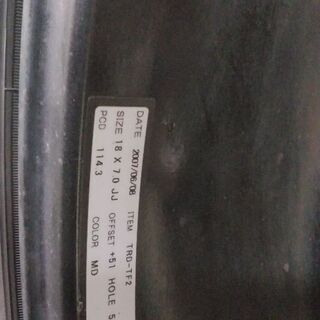 DATE 2007/06/08 ITEM TRD-TF2
SIZE 18 X 7.0 JJ OFFSET +51 HOLE 5
PCD 114.3 COLOR MD